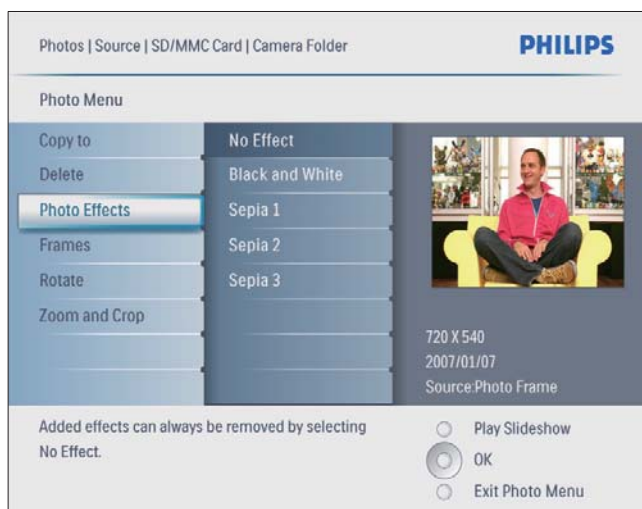 Photos | Source | SD/MMC Card | Camera Folder
PHILIPS
Photo Menu
Copy to
Delete
Photo Effects
Frames
Rotate
Zoom and Crop
No Effect
Black and White
Sepia 1
Sepia 2
Sepia 3
720 X 540
2007/01/07
Source:Photo Frame
Added effects can always be removed by selecting
No Effect.
Play Slideshow
OK
Exit Photo Menu